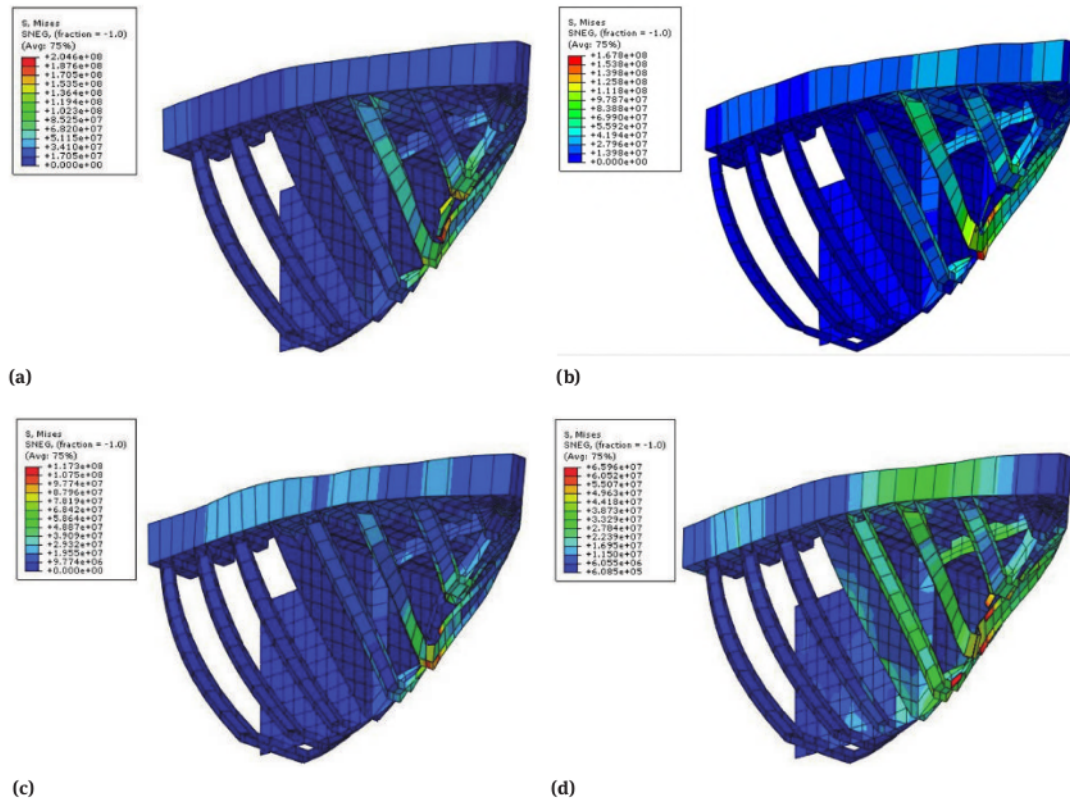 S, Mises
SNEG, (fraction = -1.0)
(Avg: 75%)
+2.046e+08
+1.876e+08
+1.705e+08
+1.535e+08
+1.364e+08
+1.194e+08
+1.023e+08
+8.525e+07
+6.820e+07
+5.115e+07
+3.410e+07
+1.705e+07
+0.000e+00
(a)
S, Mises
SNEG, (fraction = -1.0)
(Avg: 75%)
+1.678e+08
+1.538e+08
+1.398e+08
+1.258e+08
+1.118e+08
+9.787e+07
+8.388e+07
+6.990e+07
+5.592e+07
+4.194e+07
+2.796e+07
+1.398e+07
+0.000e+00
(b)
S, Mises
SNEG, (fraction = -1.0)
(Avg: 75%)
+1.173e+08
+1.075e+08
+9.774e+07
+8.796e+07
+7.819e+07
+6.842e+07
+5.864e+07
+4.887e+07
+3.909e+07
+2.932e+07
+1.955e+07
+9.774e+06
+0.000e+00
(c)
S, Mises
SNEG, (fraction = -1.0)
(Avg: 75%)
+6.596e+07
+6.052e+07
+5.507e+07
+4.963e+07
+4.418e+07
+3.873e+07
+3.329e+07
+2.784e+07
+2.239e+07
+1.695e+07
+1.150e+07
+6.055e+06
+6.085e+05
(d)